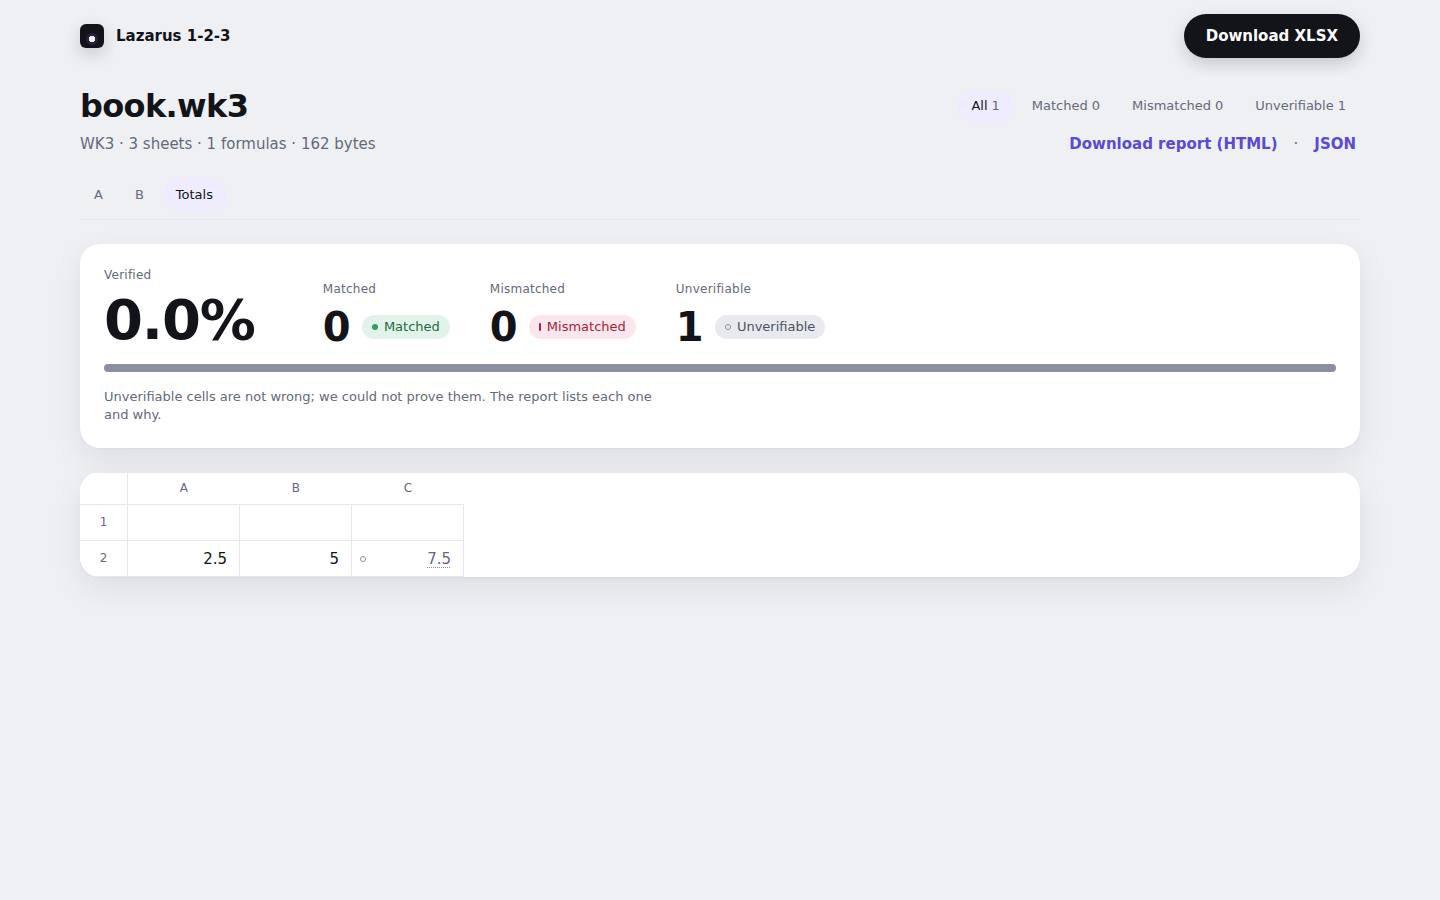 Lazarus 1-2-3
Download XLSX
book.wk3
All 1 Matched 0 Mismatched 0 Unverifiable 1
WK3 · 3 sheets · 1 formulas · 162 bytes
Download report (HTML) · JSON
A B Totals
Verified
0.0%
Matched
0 Matched
Mismatched
0 Mismatched
Unverifiable
1 Unverifiable
Unverifiable cells are not wrong; we could not prove them. The report lists each one
and why.
A B C
1
2 2.5 5 7.5